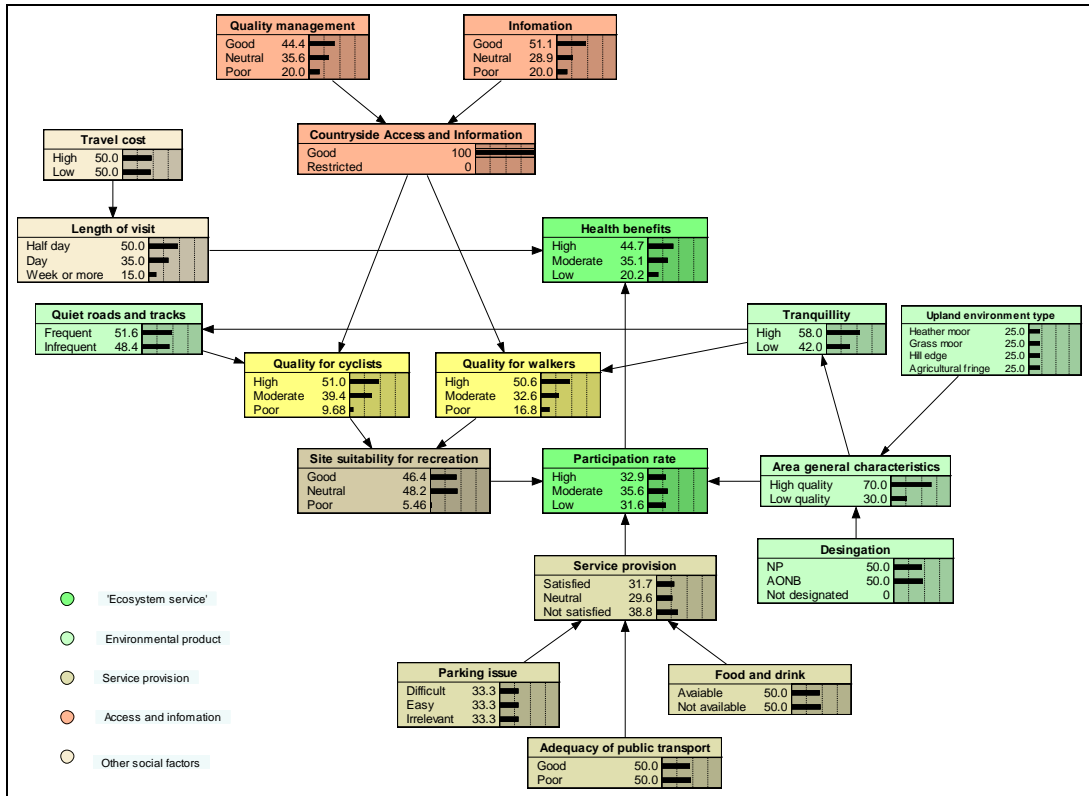 Quality management
Good 44.4
Neutral 35.6
Poor 20.0
Infomation
Good 51.1
Neutral 28.9
Poor 20.0
Countryside Access and Information
Good 100
Restricted 0
Travel cost
High 50.0
Low 50.0
Length of visit
Half day 50.0
Day 35.0
Week or more 15.0
Health benefits
High 44.7
Moderate 35.1
Low 20.2
Quiet roads and tracks
Frequent 51.6
Infrequent 48.4
Tranquillity
High 58.0
Low 42.0
Upland environment type
Heather moor 25.0
Grass moor 25.0
Hill edge 25.0
Agricultural fringe 25.0
Quality for cyclists
High 51.0
Moderate 39.4
Poor 9.68
Quality for walkers
High 50.6
Moderate 32.6
Poor 16.8
Site suitability for recreation
Good 46.4
Neutral 48.2
Poor 5.46
Participation rate
High 32.9
Moderate 35.6
Low 31.6
Area general characteristics
High quality 70.0
Low quality 30.0
Desingation
NP 50.0
AONB 50.0
Not designated 0
Service provision
Satisfied 31.7
Neutral 29.6
Not satisfied 38.8
Parking issue
Difficult 33.3
Easy 33.3
Irrelevant 33.3
Food and drink
Avaiable 50.0
Not available 50.0
Adequacy of public transport
Good 50.0
Poor 50.0
'Ecosystem service'
Environmental product
Service provision
Access and infomation
Other social factors